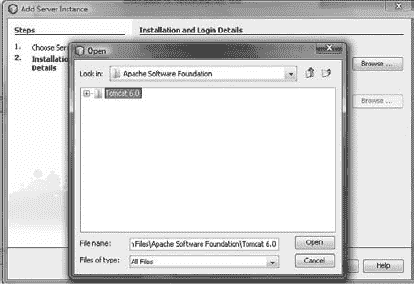 Add Server Instance
Steps
Installation and Login Details
1. Choose Ser
2. Installation
Details
Browse ...
Browse ...
Open
Look in:
Apache Software Foundation
Tomcat 6.0
File name:
\Files\Apache Software Foundation\Tomcat 6.0
Open
Files of type:
All Files
Cancel
Help